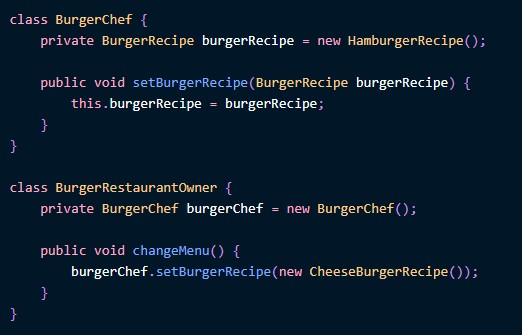 class BurgerChef {
    private BurgerRecipe burgerRecipe = new HamburgerRecipe();

    public void setBurgerRecipe(BurgerRecipe burgerRecipe) {
        this.burgerRecipe = burgerRecipe;
    }
}

class BurgerRestaurantOwner {
    private BurgerChef burgerChef = new BurgerChef();

    public void changeMenu() {
        burgerChef.setBurgerRecipe(new CheeseBurgerRecipe());
    }
}